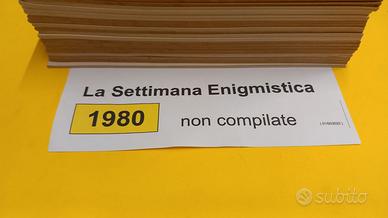 La Settimana Enigmistica
1980 non compilate
subito